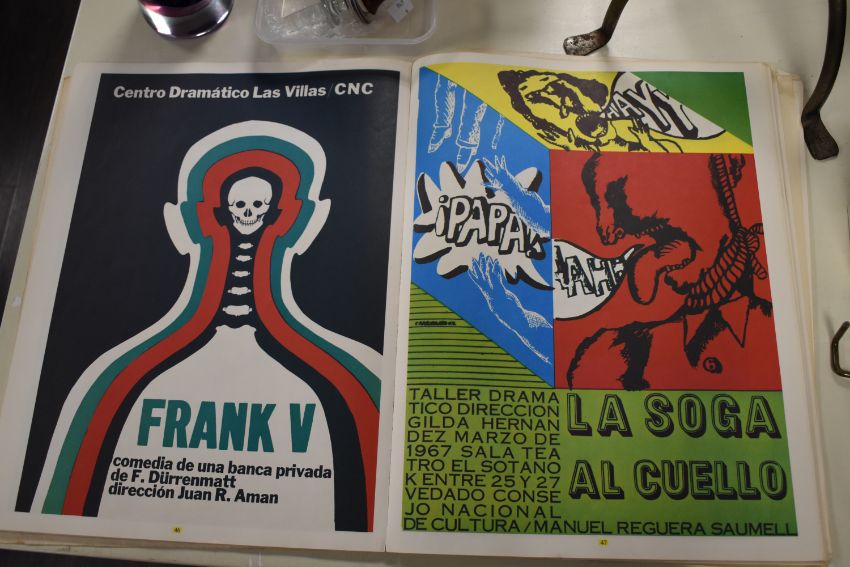 Centro Dramático Las Villas/CNC
FRANK V
comedia de una banca privada
de F. Dürrenmatt
dirección Juan R. Aman
46
¡PAPA!
AHH
TALLER DRAMA
TICO DIRECCION
GILDA HERNAN
DEZ MARZO DE
1967 SALA TEA
TRO EL SOTANO
K ENTRE 25 Y 27
VEDADO CONSE
JO NACIONAL
DE CULTURA/MANUEL REGUERA SAUMELL
LA SOGA
AL CUELLO
47